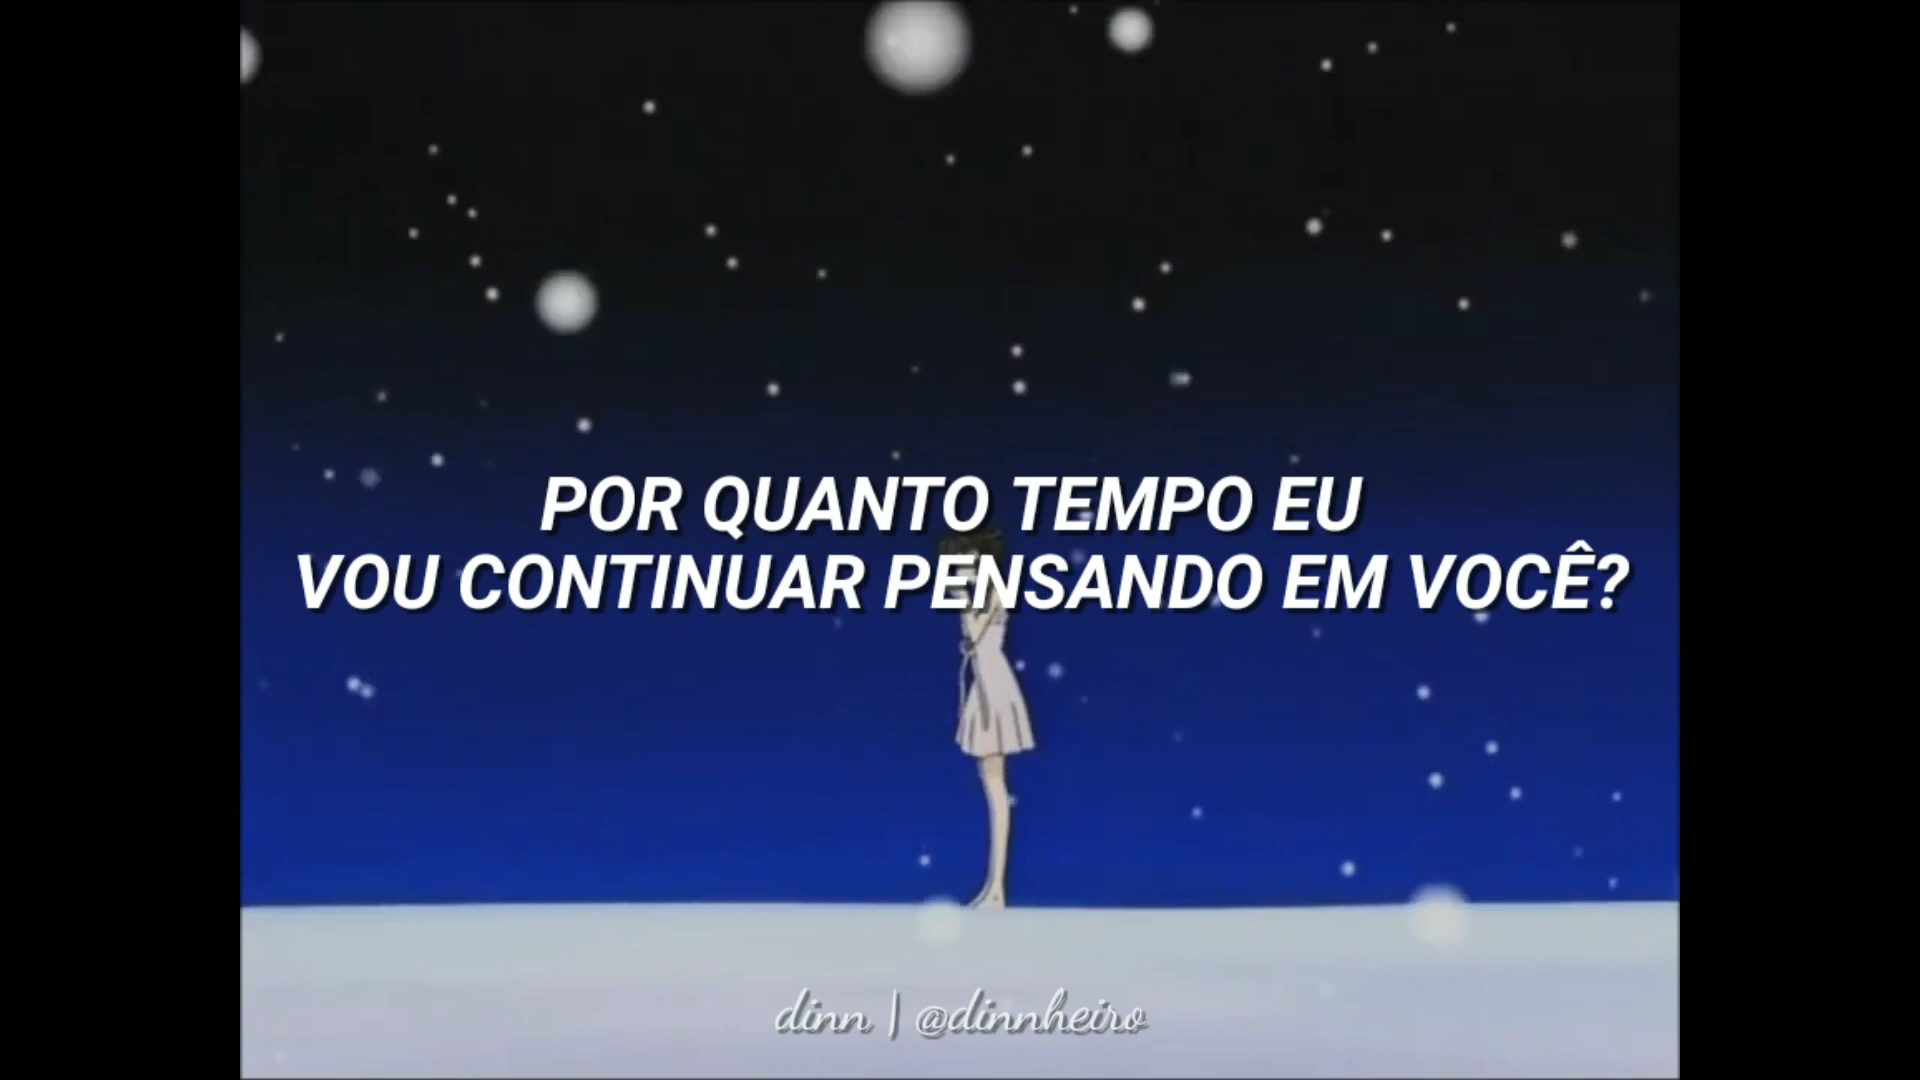 POR QUANTO TEMPO EU
VOU CONTINUAR PENSANDO EM VOCÊ?
dinn | @dinnheiro